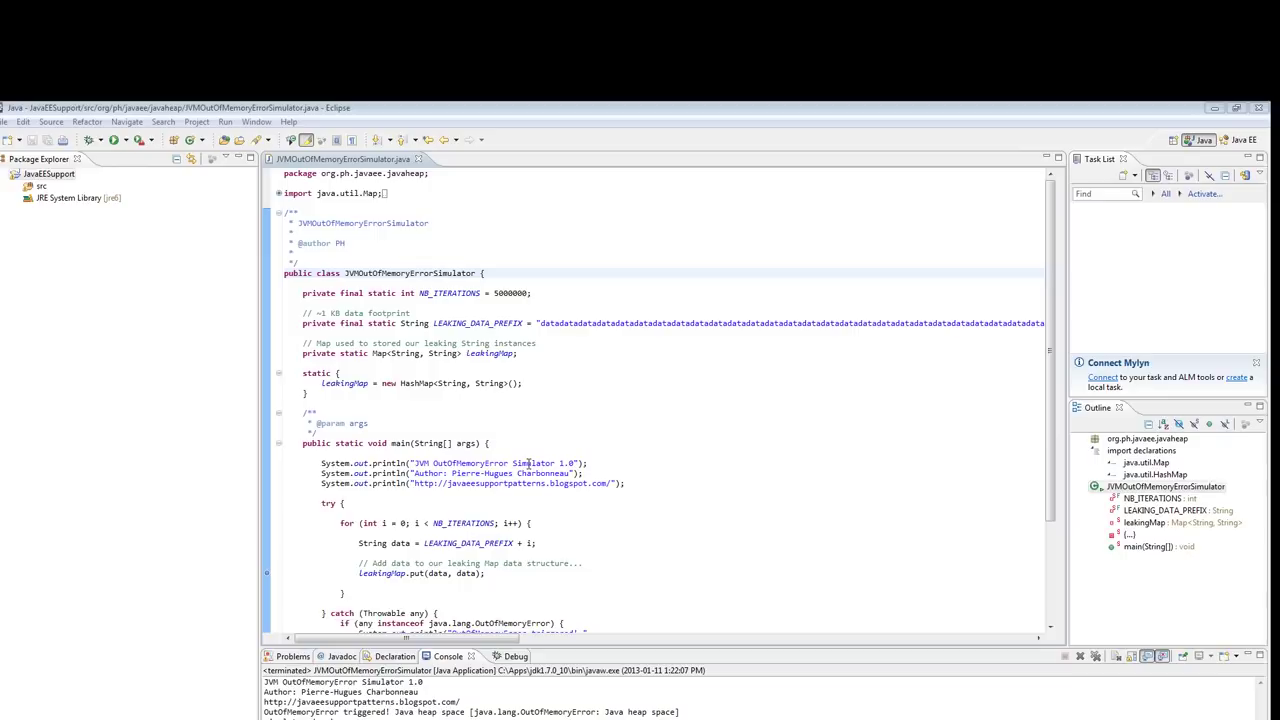 Java - JavaEESupport/src/org/ph/javaee/javaheap/JVMOutOfMemoryErrorSimulator.java - Eclipse
Edit Source Refactor Navigate Search Project Run Window Help
Java Java EE
Package Explorer
JavaEESupport
src
JRE System Library [jre6]
JVMOutOfMemoryErrorSimulator.java
package org.ph.javaee.javaheap;
import java.util.Map;
/**
* JVMOutOfMemoryErrorSimulator
*
* @author PH
*
*/
public class JVMOutOfMemoryErrorSimulator {
private final static int NB_ITERATIONS = 5000000;
// ~1 KB data footprint
private final static String LEAKING_DATA_PREFIX = "datadatadatadatadatadatadatadatadatadatadatadatadatadatadatadatadatadatadatadatadatadatadatadatadatadatadata
// Map used to stored our leaking String instances
private static Map<String, String> leakingMap;
static {
leakingMap = new HashMap<String, String>();
}
/**
* @param args
*/
public static void main(String[] args) {
System.out.println("JVM OutOfMemoryError Simulator 1.0");
System.out.println("Author: Pierre-Hugues Charbonneau");
System.out.println("http://javaeesupportpatterns.blogspot.com/");
try {
for (int i = 0; i < NB_ITERATIONS; i++) {
String data = LEAKING_DATA_PREFIX + i;
// Add data to our leaking Map data structure...
leakingMap.put(data, data);
}
} catch (Throwable any) {
if (any instanceof java.lang.OutOfMemoryError) {
Task List
Find All Activate...
Connect Mylyn
Connect to your task and ALM tools or create a
local task.
Outline
org.ph.javaee.javaheap
import declarations
java.util.Map
java.util.HashMap
JVMOutOfMemoryErrorSimulator
NB_ITERATIONS : int
LEAKING_DATA_PREFIX : String
leakingMap : Map<String, String>
{...}
main(String[]) : void
Problems Javadoc Declaration Console Debug
<terminated> JVMOutOfMemoryErrorSimulator [Java Application] C:\Apps\jdk1.7.0_10\bin\javaw.exe (2013-01-11 1:22:07 PM)
JVM OutOfMemoryError Simulator 1.0
Author: Pierre-Hugues Charbonneau
http://javaeesupportpatterns.blogspot.com/
OutOfMemoryError triggered! Java heap space [java.lang.OutOfMemoryError: Java heap space]